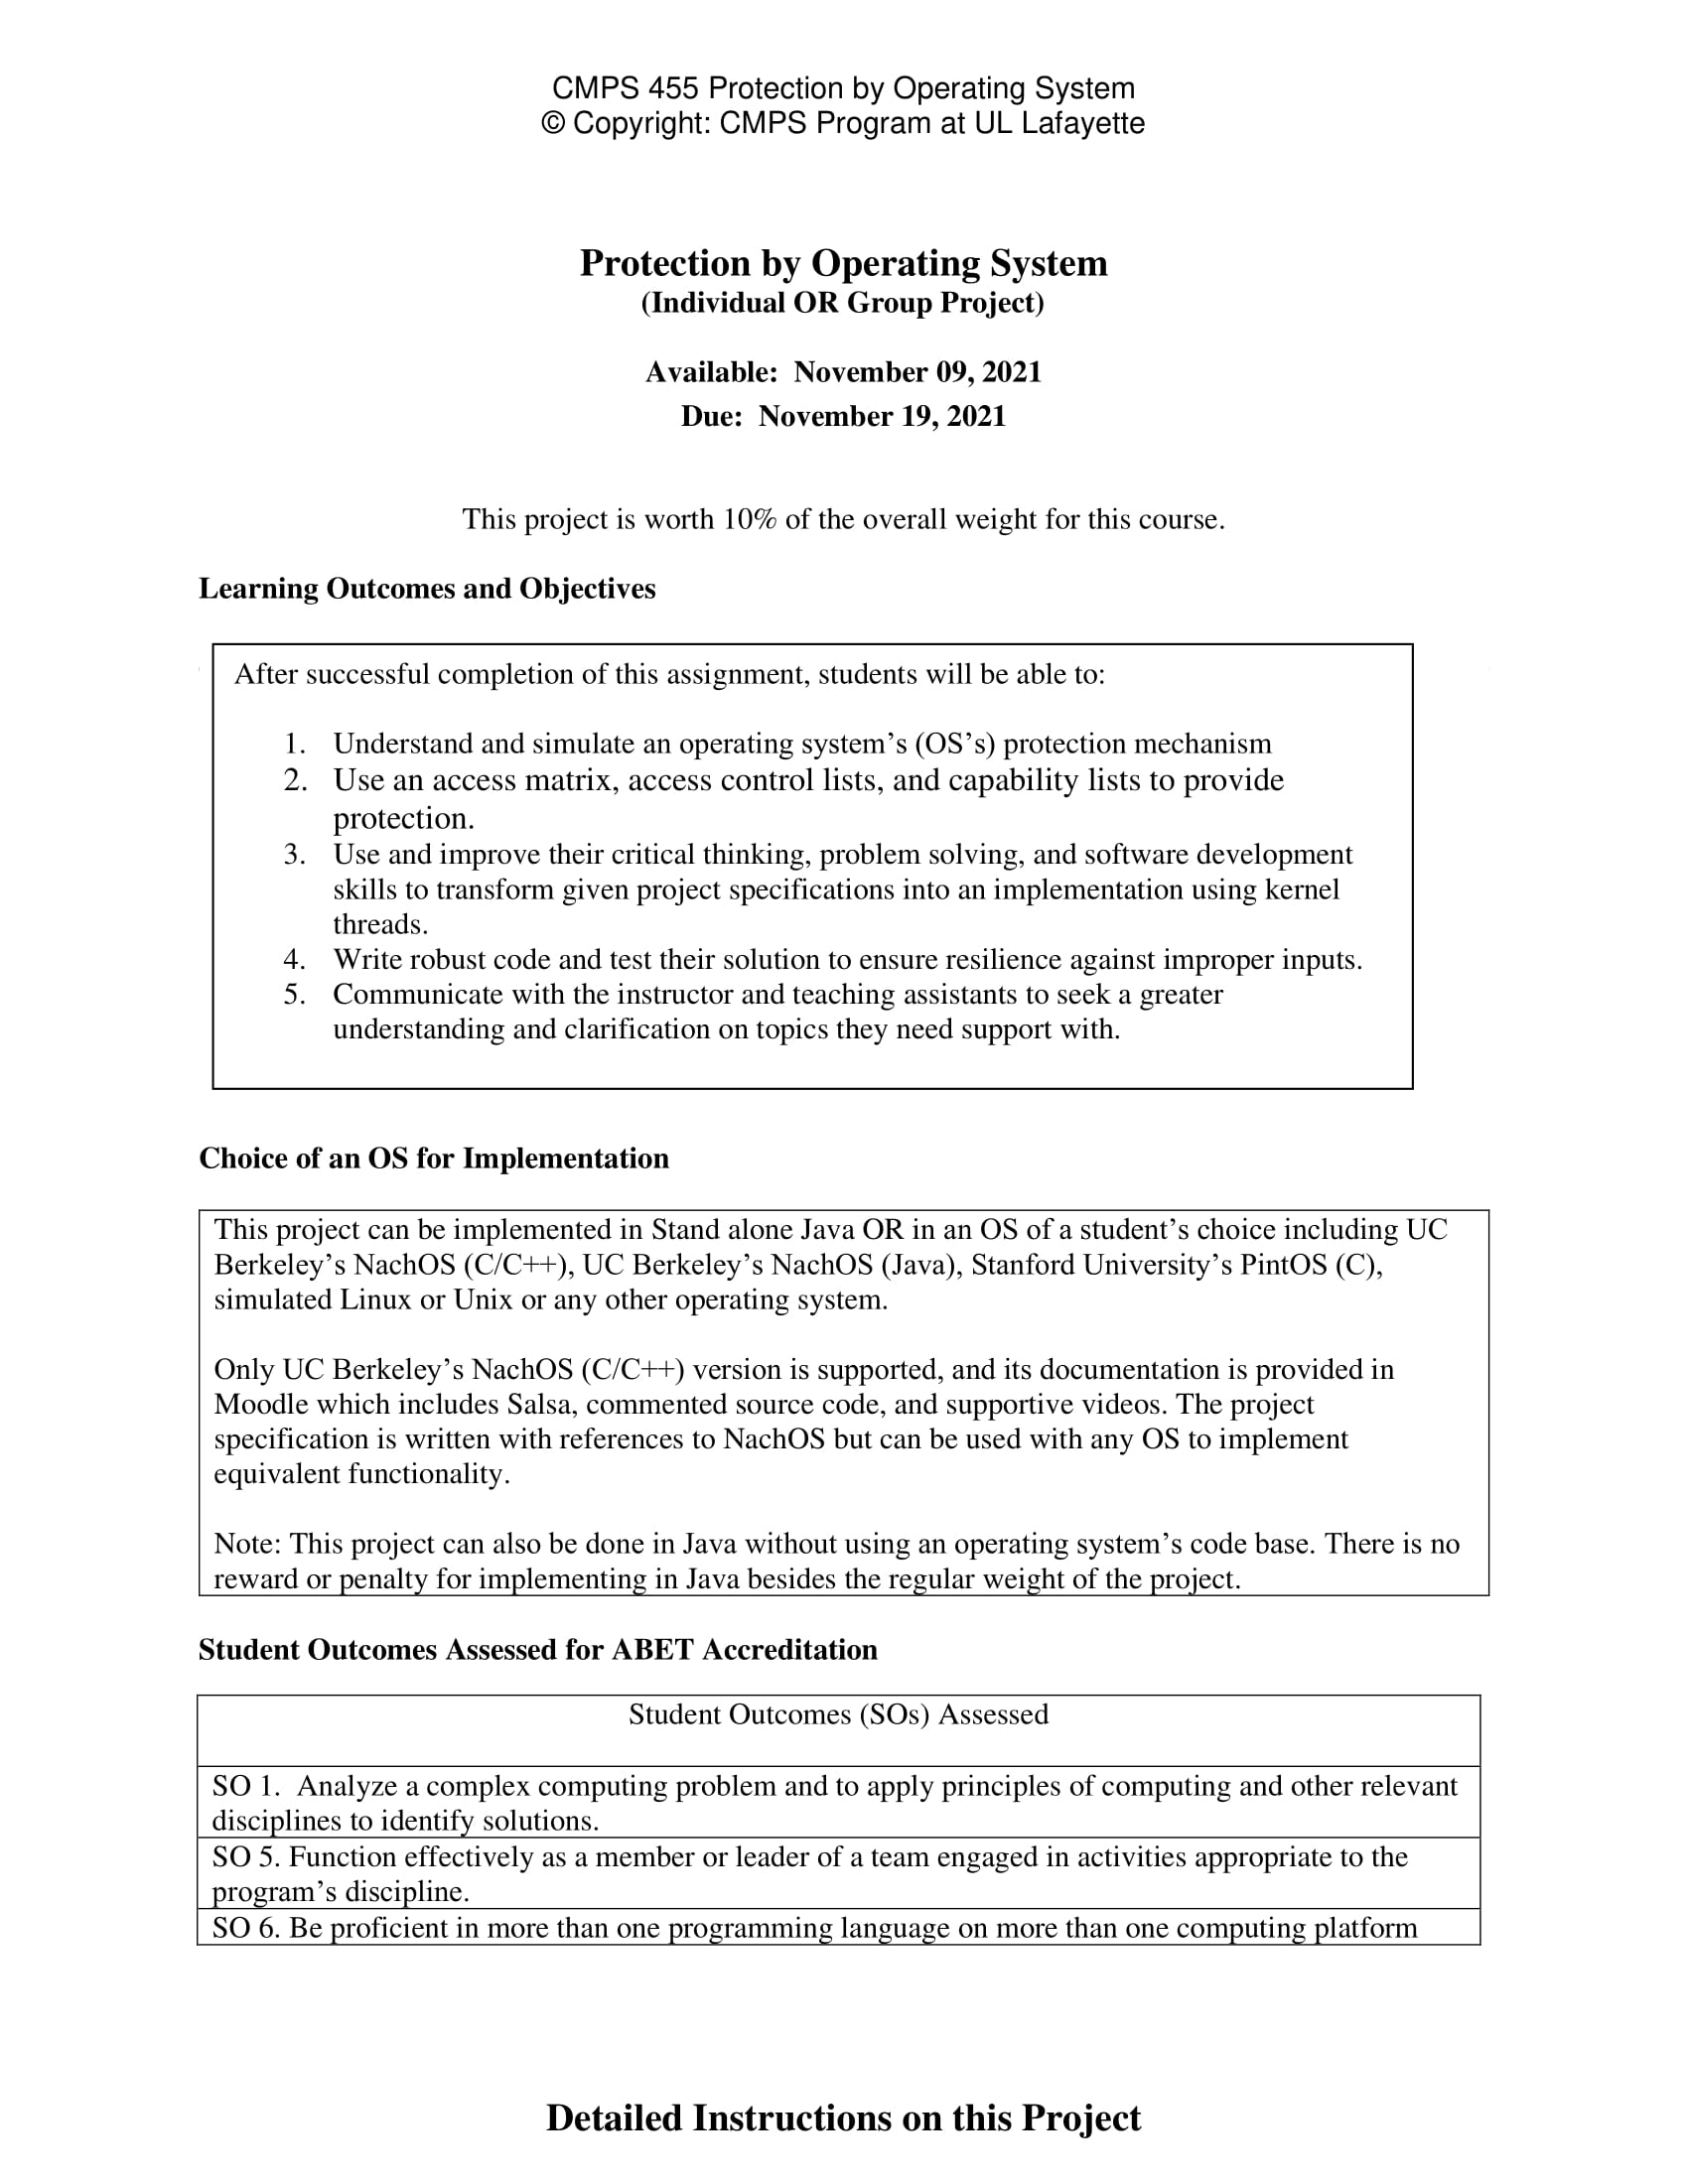 CMPS 455 Protection by Operating System
© Copyright: CMPS Program at UL Lafayette
Protection by Operating System
(Individual OR Group Project)
Available:  November 09, 2021
Due:  November 19, 2021
This project is worth 10% of the overall weight for this course.
Learning Outcomes and Objectives
After successful completion of this assignment, students will be able to:
1. Understand and simulate an operating system’s (OS’s) protection mechanism
2. Use an access matrix, access control lists, and capability lists to provide
protection.
3. Use and improve their critical thinking, problem solving, and software development
skills to transform given project specifications into an implementation using kernel
threads.
4. Write robust code and test their solution to ensure resilience against improper inputs.
5. Communicate with the instructor and teaching assistants to seek a greater
understanding and clarification on topics they need support with.
Choice of an OS for Implementation
This project can be implemented in Stand alone Java OR in an OS of a student’s choice including UC
Berkeley’s NachOS (C/C++), UC Berkeley’s NachOS (Java), Stanford University’s PintOS (C),
simulated Linux or Unix or any other operating system.
Only UC Berkeley’s NachOS (C/C++) version is supported, and its documentation is provided in
Moodle which includes Salsa, commented source code, and supportive videos. The project
specification is written with references to NachOS but can be used with any OS to implement
equivalent functionality.
Note: This project can also be done in Java without using an operating system’s code base. There is no
reward or penalty for implementing in Java besides the regular weight of the project.
Student Outcomes Assessed for ABET Accreditation
Student Outcomes (SOs) Assessed
SO 1.  Analyze a complex computing problem and to apply principles of computing and other relevant
disciplines to identify solutions.
SO 5. Function effectively as a member or leader of a team engaged in activities appropriate to the
program’s discipline.
SO 6. Be proficient in more than one programming language on more than one computing platform
Detailed Instructions on this Project